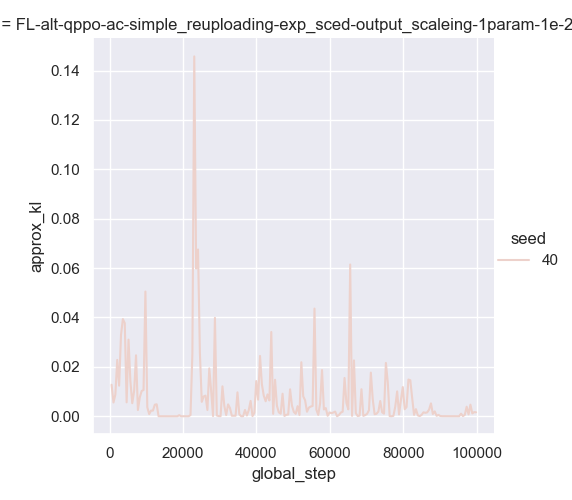 = FL-alt-qppo-ac-simple_reuploading-exp_sced-output_scaleing-1param-1e-2
approx_kl
0.14
0.12
0.10
0.08
0.06
0.04
0.02
0.00
0 20000 40000 60000 80000 100000
global_step
seed
40